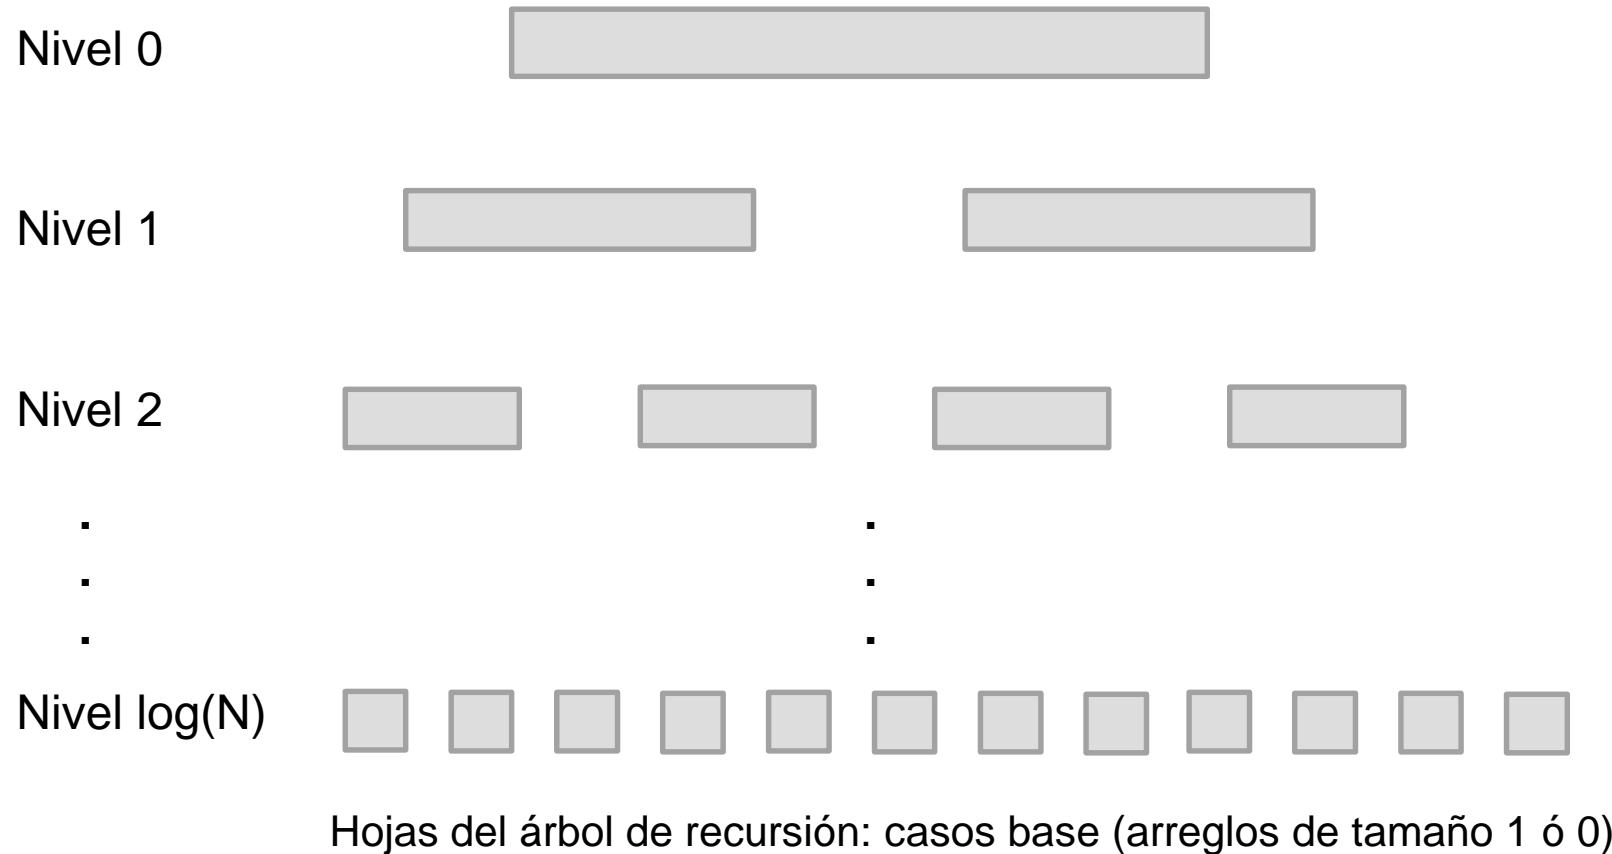 Nivel 0
Nivel 1
Nivel 2
.
.
.
.
.
.
Nivel log(N)
Hojas del árbol de recursión: casos base (arreglos de tamaño 1 ó 0)